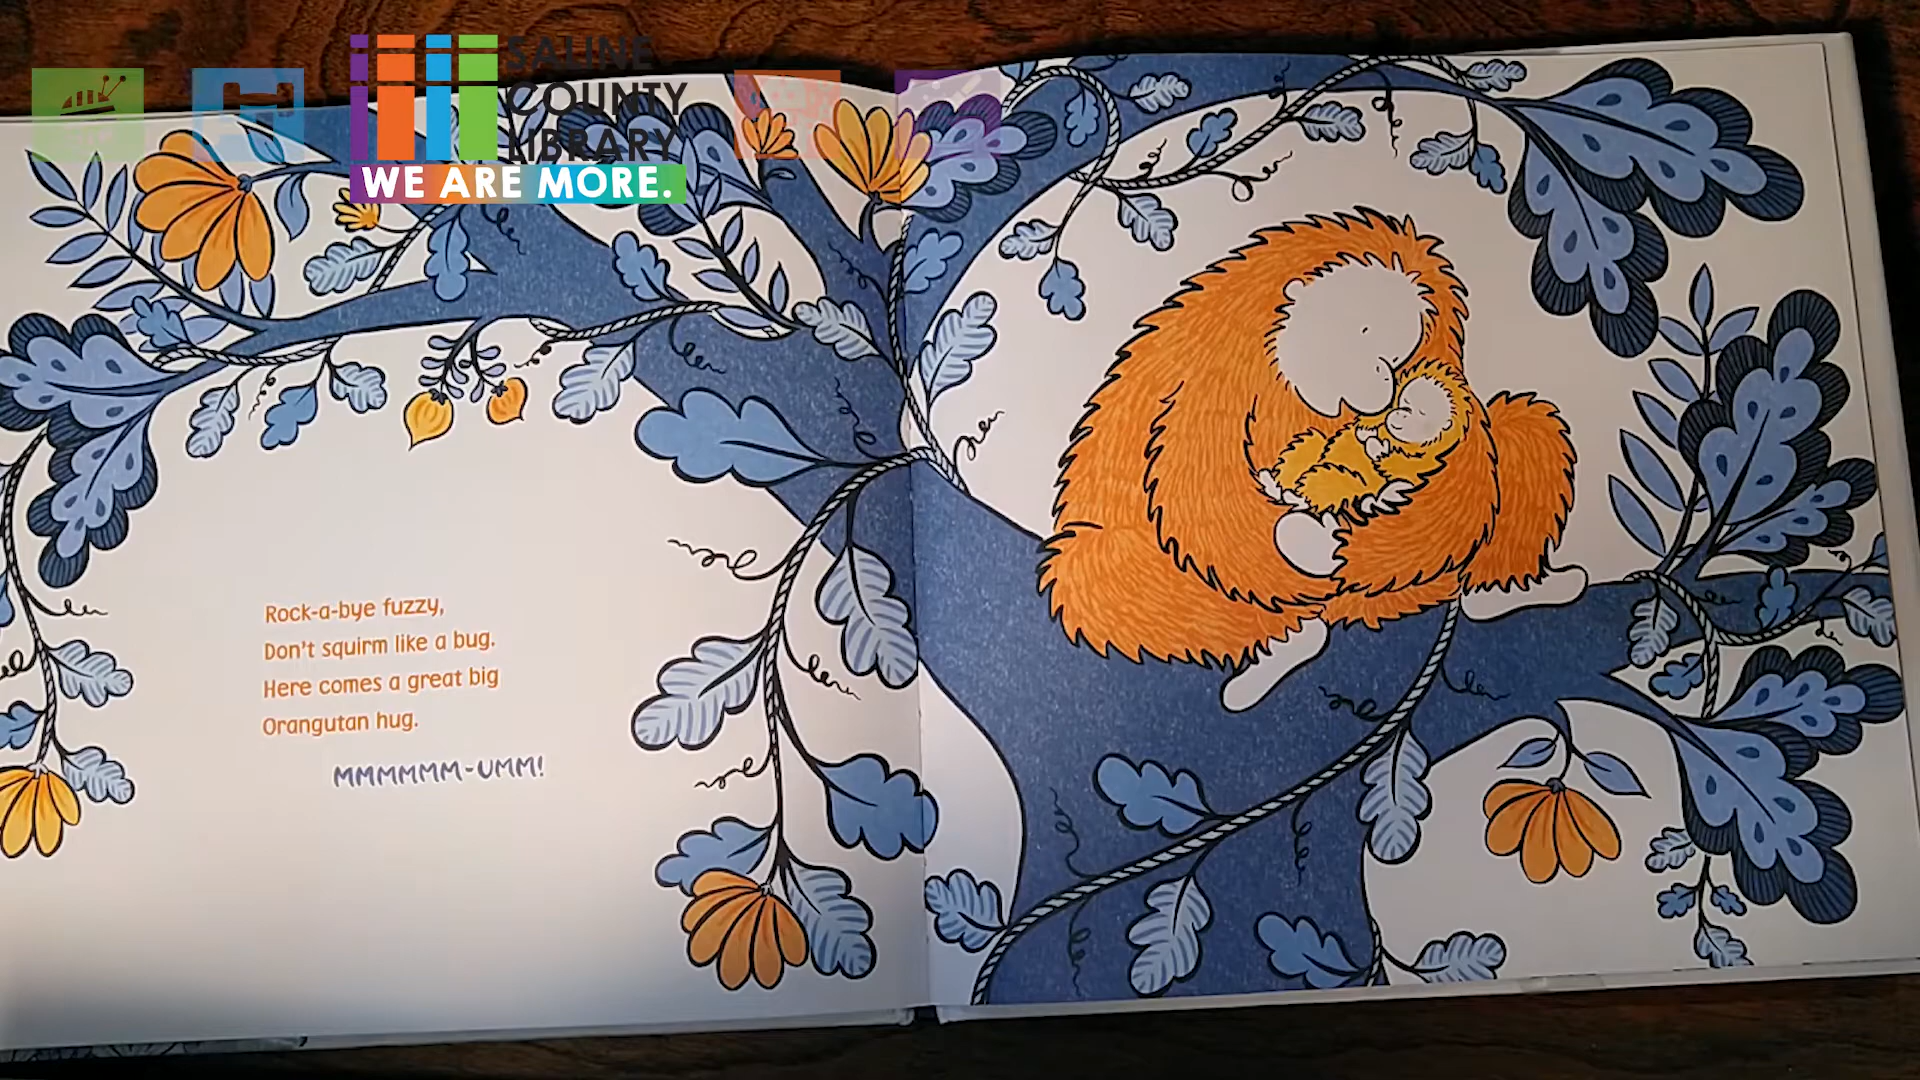 SALINE
COUNTY
LIBRARY
WE ARE MORE.
Rock-a-bye fuzzy,
Don't squirm like a bug.
Here comes a great big
Orangutan hug.
MMMMMM-UMM!